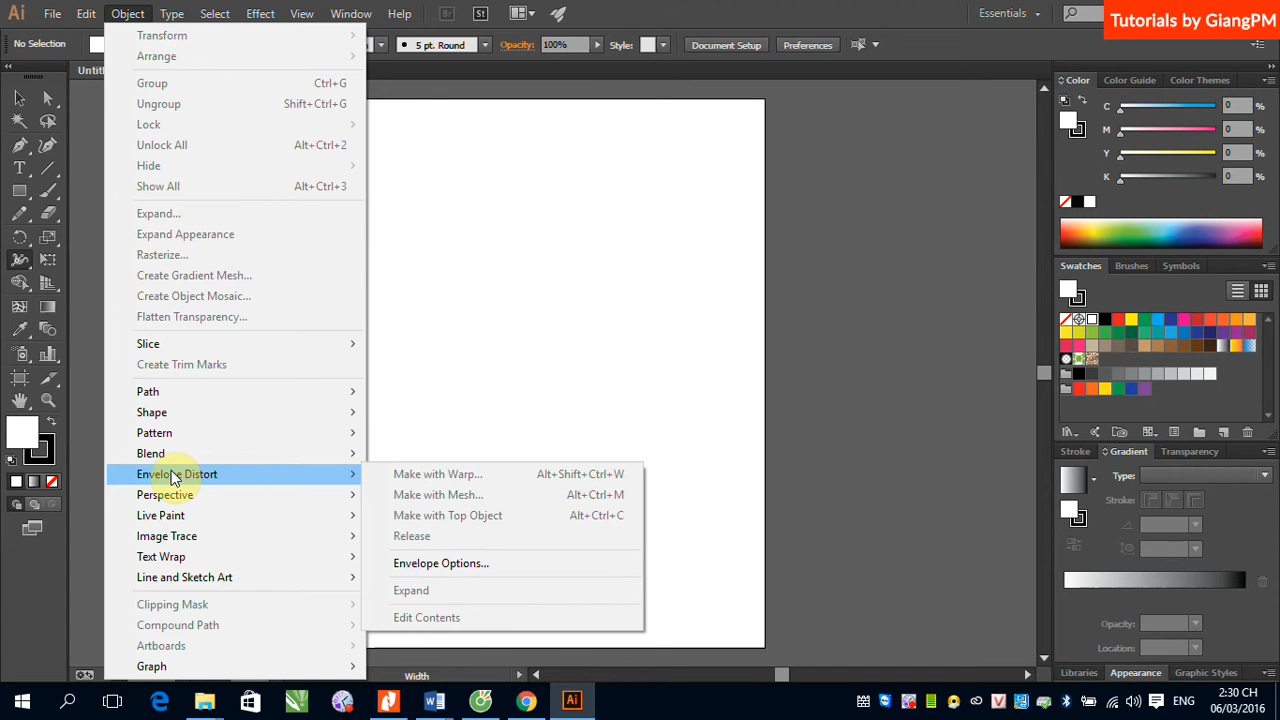 Ai File Edit Object Type Select Effect View Window Help Br St Essentials
Tutorials by GiangPM
No Selection 5 pt. Round Opacity: 100% Style: Document Setup Preferences
Transform
Arrange
Group Ctrl+G
Ungroup Shift+Ctrl+G
Lock
Unlock All Alt+Ctrl+2
Hide
Show All Alt+Ctrl+3
Expand...
Expand Appearance
Rasterize...
Create Gradient Mesh...
Create Object Mosaic...
Flatten Transparency...
Slice
Create Trim Marks
Path
Shape
Pattern
Blend
Envelope Distort
Perspective
Live Paint
Image Trace
Text Wrap
Line and Sketch Art
Clipping Mask
Compound Path
Artboards
Graph
Make with Warp... Alt+Shift+Ctrl+W
Make with Mesh... Alt+Ctrl+M
Make with Top Object Alt+Ctrl+C
Release
Envelope Options...
Expand
Edit Contents
Width
Color Color Guide Color Themes
C 0 %
M 0 %
Y 0 %
K 0 %
Swatches Brushes Symbols
Stroke Gradient Transparency
Type:
Stroke:
Opacity:
Location:
Libraries Appearance Graphic Styles
ENG
2:30 CH
06/03/2016